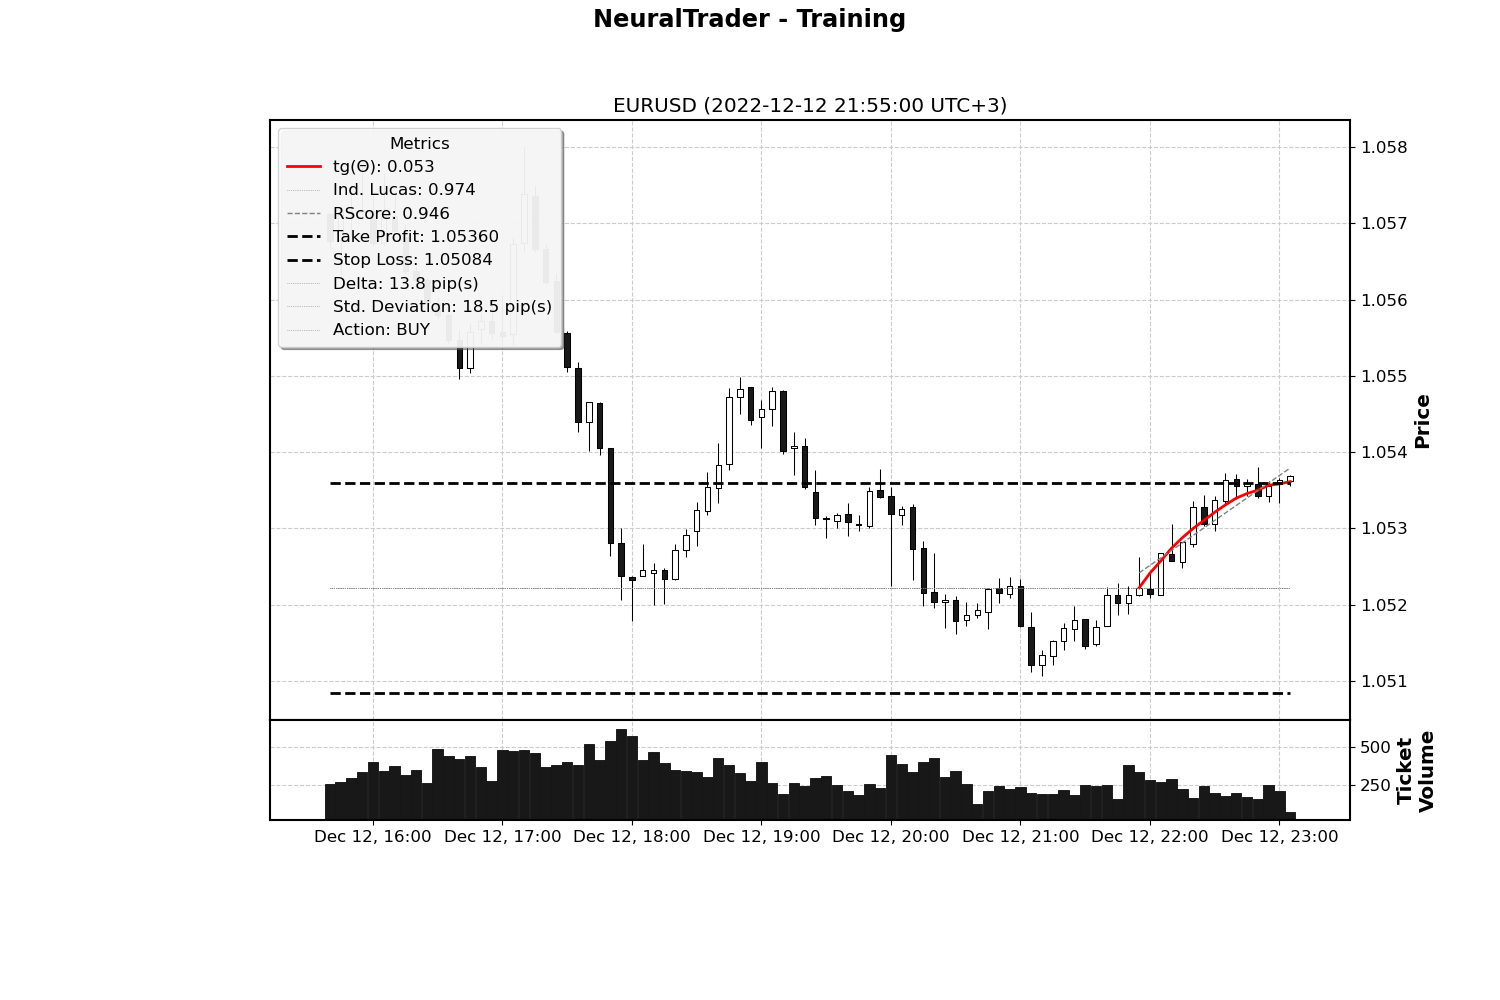 NeuralTrader - Training
EURUSD (2022-12-12 21:55:00 UTC+3)
Metrics
tg(Θ): 0.053
Ind. Lucas: 0.974
RScore: 0.946
Take Profit: 1.05360
Stop Loss: 1.05084
Delta: 13.8 pip(s)
Std. Deviation: 18.5 pip(s)
Action: BUY
1.058
1.057
1.056
1.055
1.054
1.053
1.052
1.051
Price
500
250
Ticket
Volume
Dec 12, 16:00 Dec 12, 17:00 Dec 12, 18:00 Dec 12, 19:00 Dec 12, 20:00 Dec 12, 21:00 Dec 12, 22:00 Dec 12, 23:00